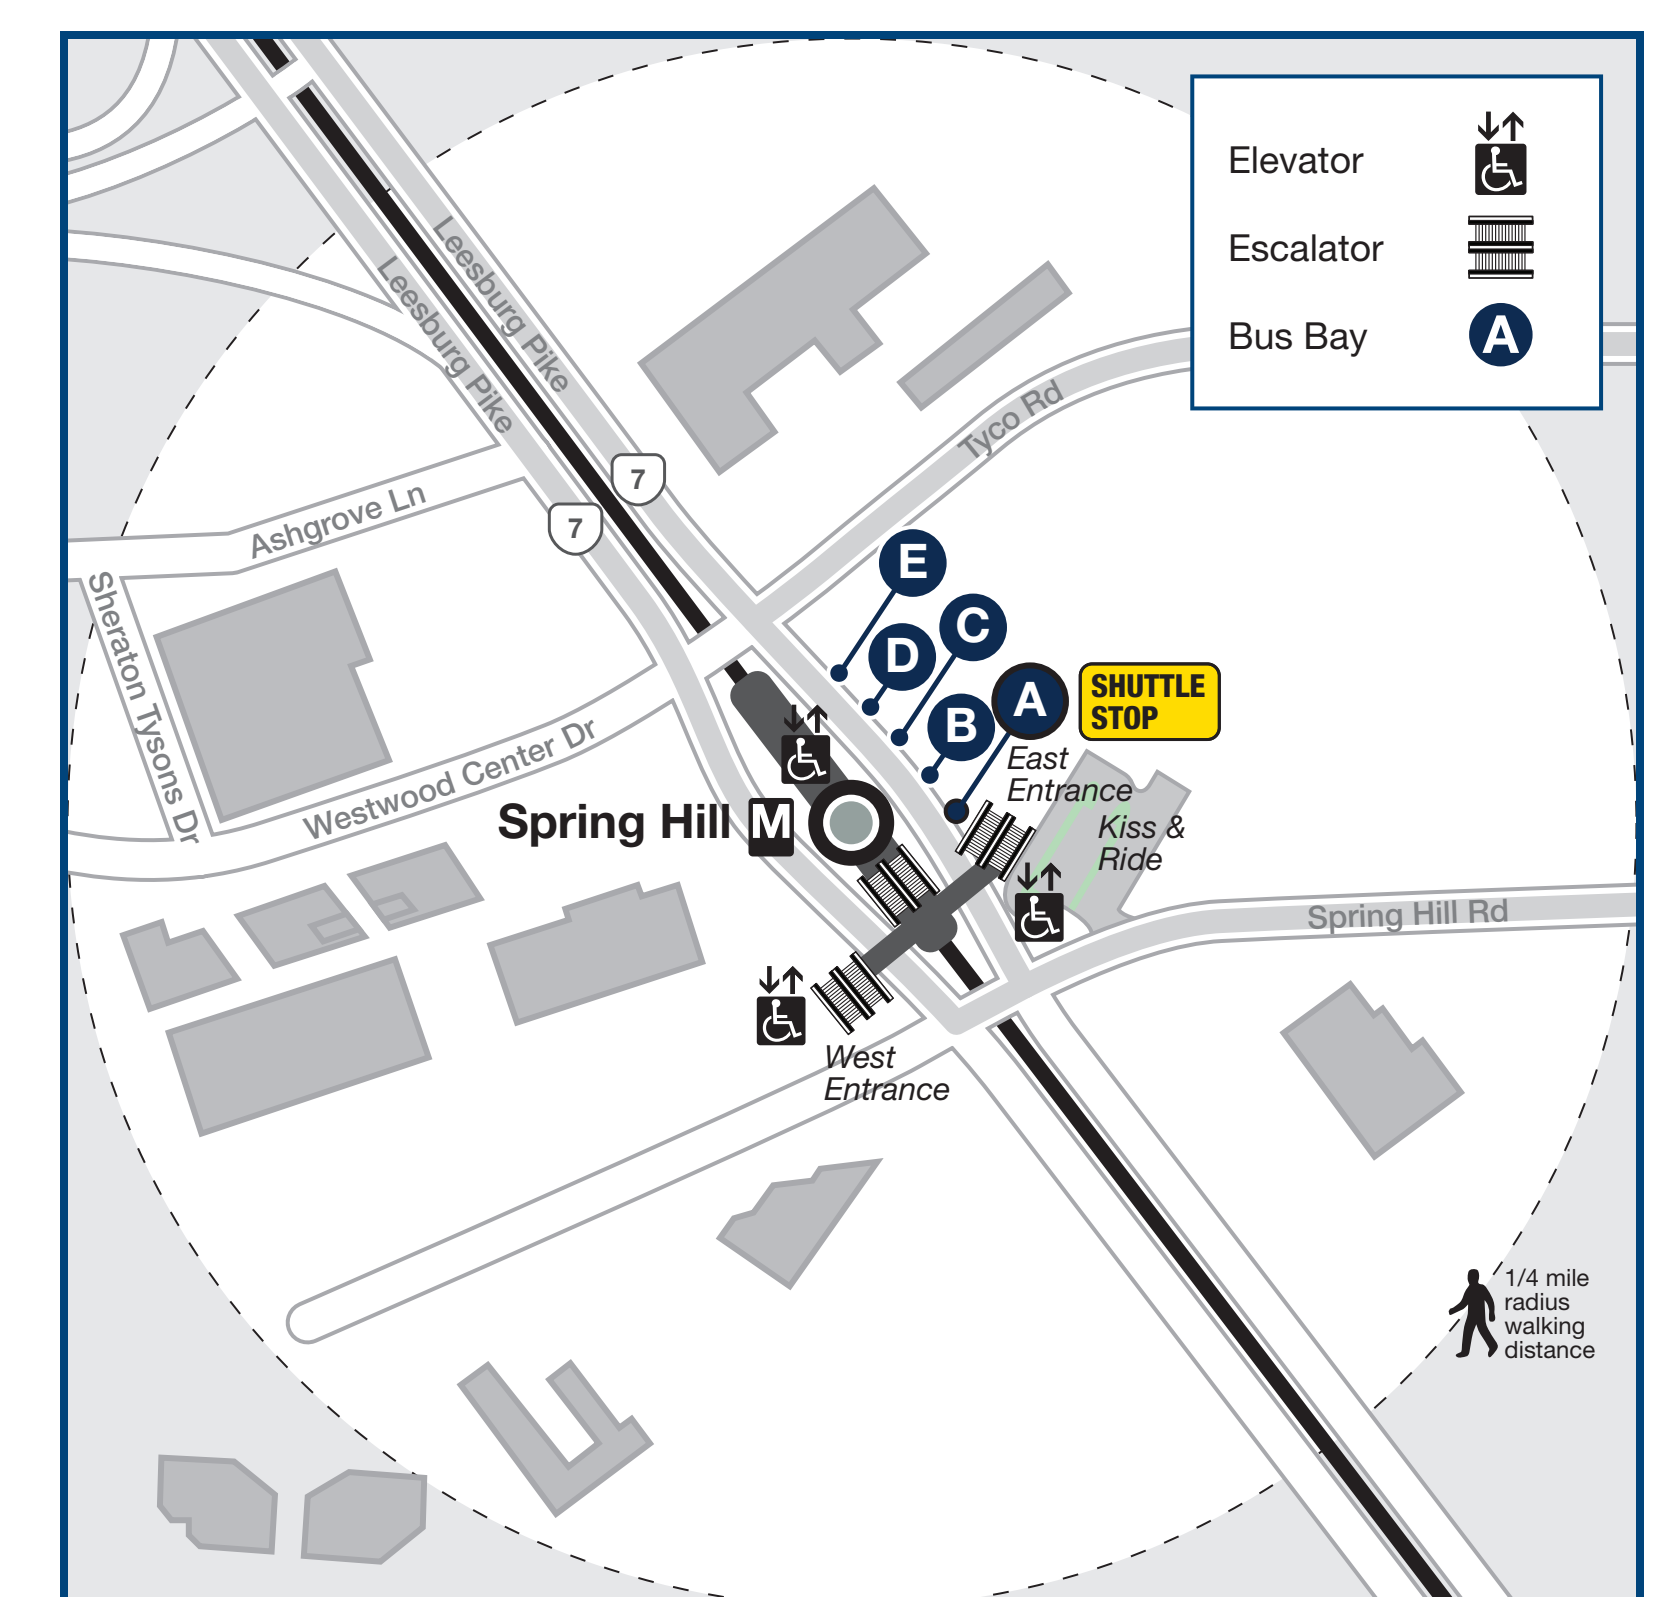 Elevator
Escalator
Bus Bay
A
Leesburg Pike
Leesburg Pike
Tyco Rd
7
7
Ashgrove Ln
Sheraton Tysons Dr
Westwood Center Dr
E
C
D
A
B
SHUTTLE
STOP
East
Entrance
Kiss &
Ride
Spring Hill
M
Spring Hill Rd
West
Entrance
1/4 mile
radius
walking
distance